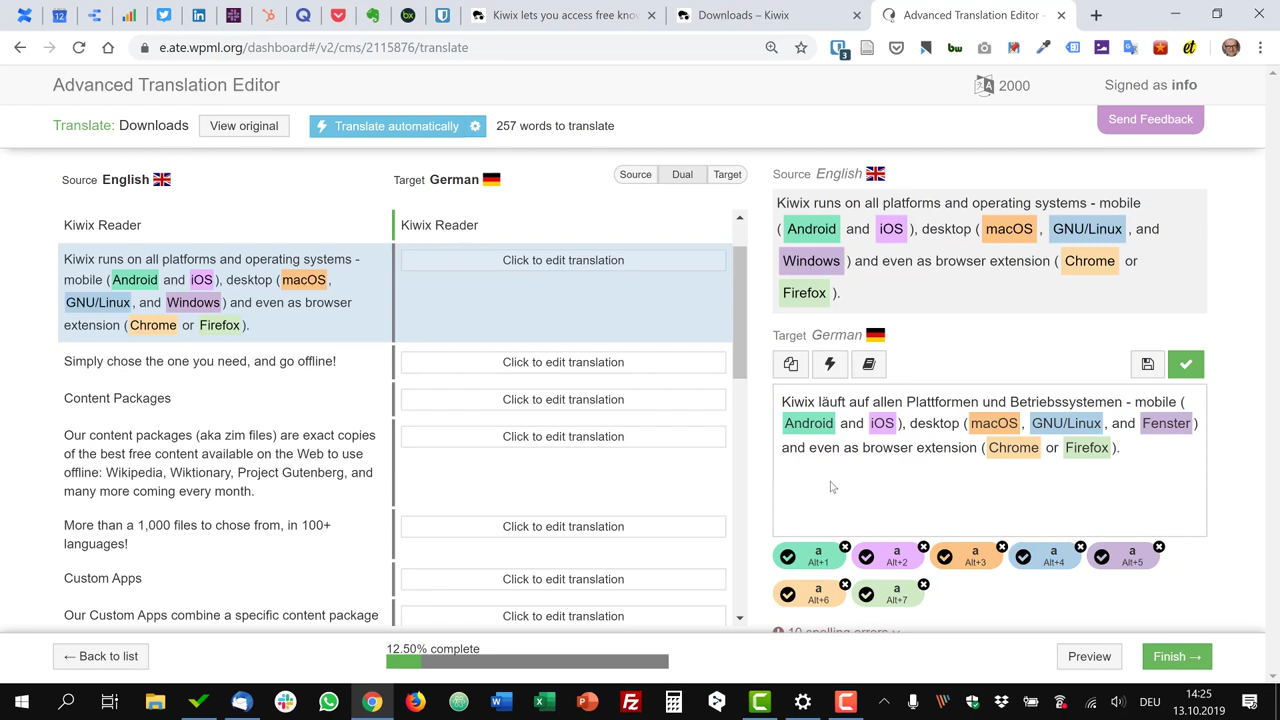 Kiwix lets you access free kno
Downloads – Kiwix
Advanced Translation Editor -
e.ate.wpml.org/dashboard#/v2/cms/2115876/translate
Advanced Translation Editor
2000
Signed as info
Translate: Downloads
View original
Translate automatically
257 words to translate
Send Feedback
Source English
Target German
Source
Dual
Target
Kiwix Reader
Kiwix Reader
Kiwix runs on all platforms and operating systems -
mobile (Android and iOS), desktop (macOS,
GNU/Linux, and Windows) and even as browser
extension (Chrome or Firefox).
Click to edit translation
Simply chose the one you need, and go offline!
Click to edit translation
Content Packages
Click to edit translation
Our content packages (aka zim files) are exact copies
of the best free content available on the Web to use
offline: Wikipedia, Wiktionary, Project Gutenberg, and
many more coming every month.
Click to edit translation
More than a 1,000 files to chose from, in 100+
languages!
Click to edit translation
Custom Apps
Click to edit translation
Our Custom Apps combine a specific content package
Click to edit translation
Source English
Kiwix runs on all platforms and operating systems - mobile
( Android and iOS ), desktop ( macOS , GNU/Linux , and
Windows ) and even as browser extension ( Chrome or
Firefox ).
Target German
Kiwix läuft auf allen Plattformen und Betriebssystemen - mobile (
Android and iOS ), desktop ( macOS , GNU/Linux , and Fenster )
and even as browser extension ( Chrome or Firefox ).
a
Alt+1
a
Alt+2
a
Alt+3
a
Alt+4
a
Alt+5
a
Alt+6
a
Alt+7
10 spelling errors
← Back to list
12.50% complete
Preview
Finish →
DEU
14:25
13.10.2019